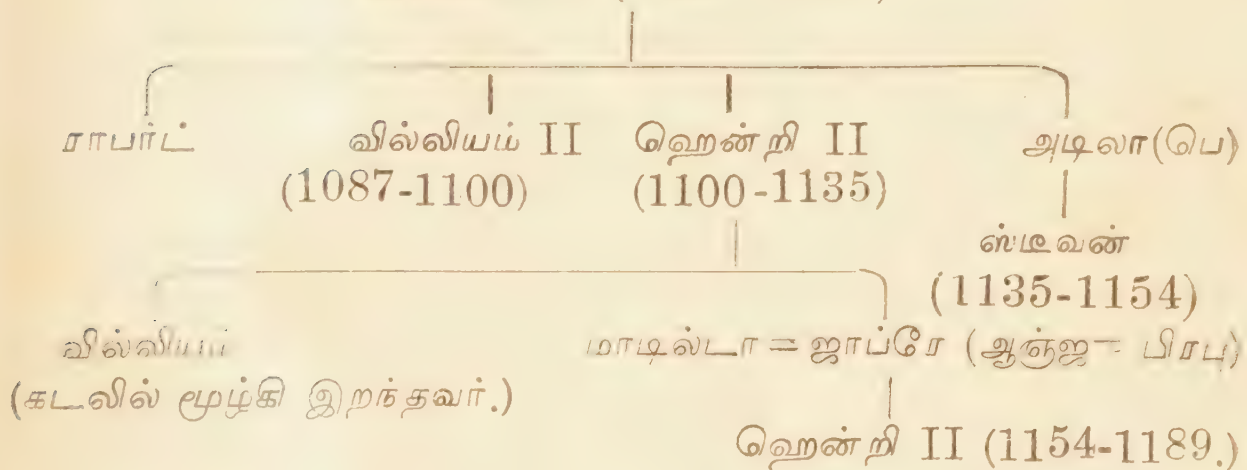 ராபர்ட் வில்லியம் II ஹென்றி II அடிலா(பெ)
(1087-1100) (1100-1135)
ஸ்டீவன்
(1135-1154)
வில்லியம் மாடில்டா = ஜாப்ரே (ஆஞ்ஜ பிரபு)
(கடலில் மூழ்கி இறந்தவர்.)
ஹென்றி II (1154-1189.)